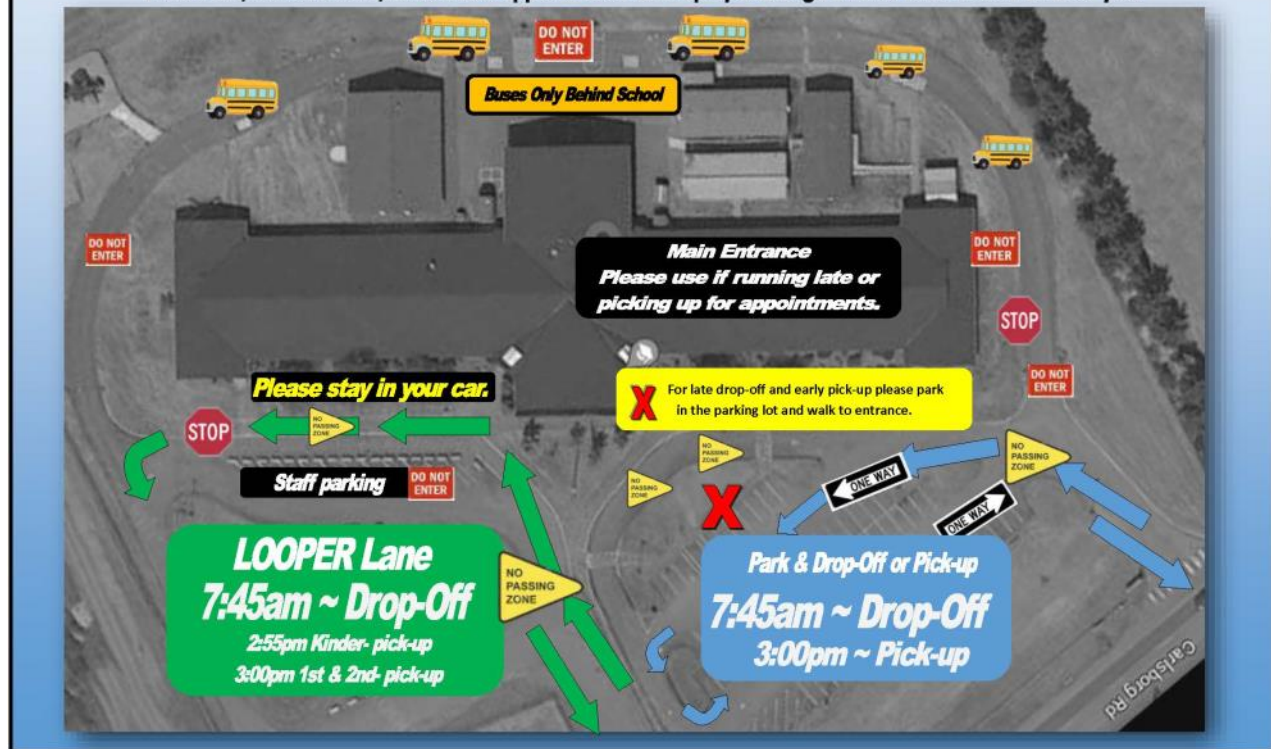 DO NOT
ENTER
Buses Only Behind School
DO NOT
ENTER
Main Entrance
Please use if running late or
picking up for appointments.
DO NOT
ENTER
STOP
DO NOT
ENTER
Please stay in your car.
X For late drop-off and early pick-up please park
in the parking lot and walk to entrance.
STOP
NO
PASSING
ZONE
NO
PASSING
ZONE
NO
PASSING
ZONE
Staff parking
DO NOT
ENTER
NO
PASSING
ZONE
ONE WAY
X
ONE WAY
LOOPER Lane
7:45am ~ Drop-Off
2:55pm Kinder- pick-up
3:00pm 1st & 2nd- pick-up
NO
PASSING
ZONE
Park & Drop-Off or Pick-up
7:45am ~ Drop-Off
3:00pm ~ Pick-up
Carlsborg Rd